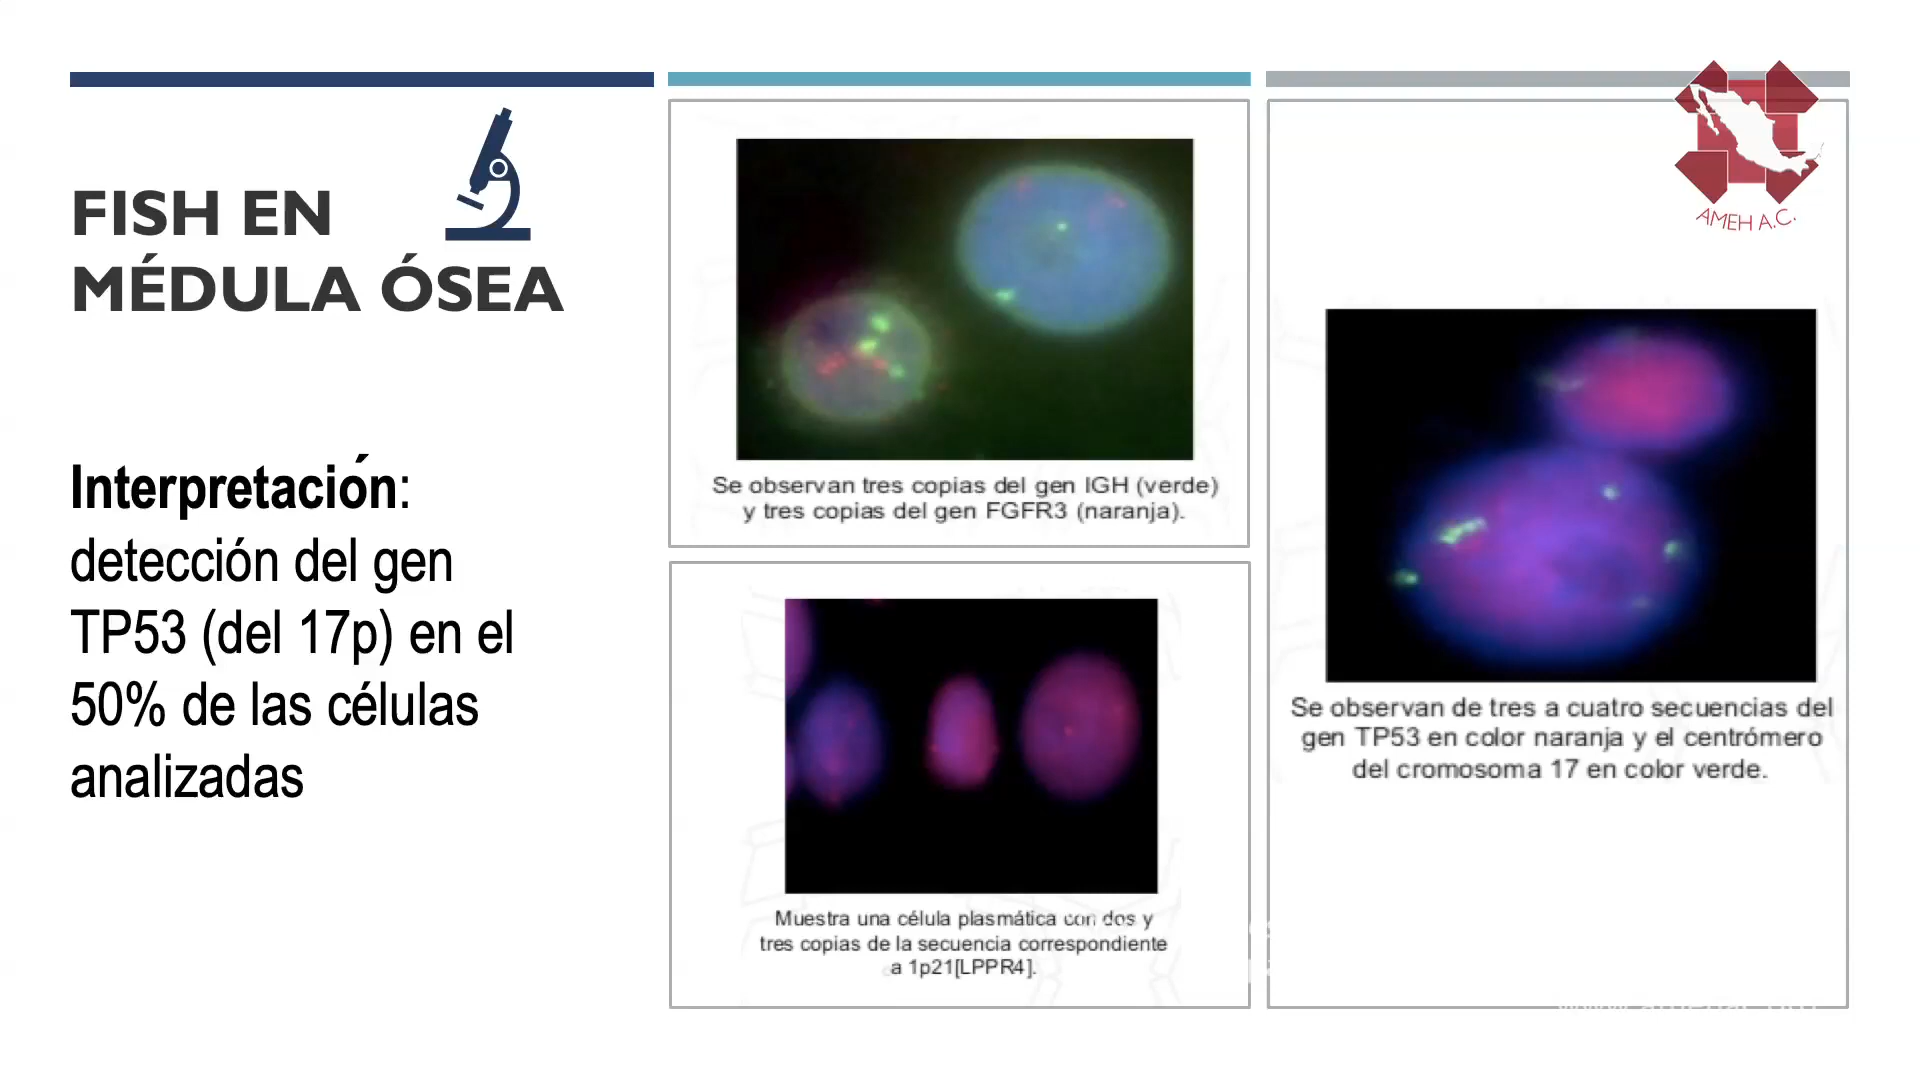 FISH EN
MÉDULA ÓSEA
Interpretación:
detección del gen
TP53 (del 17p) en el
50% de las células
analizadas
Se observan tres copias del gen IGH (verde)
y tres copias del gen FGFR3 (naranja).
Muestra una célula plasmática con dos y
tres copias de la secuencia correspondiente
a 1p21[LPPR4].
AMEH A.C.
Se observan de tres a cuatro secuencias del
gen TP53 en color naranja y el centrómero
del cromosoma 17 en color verde.